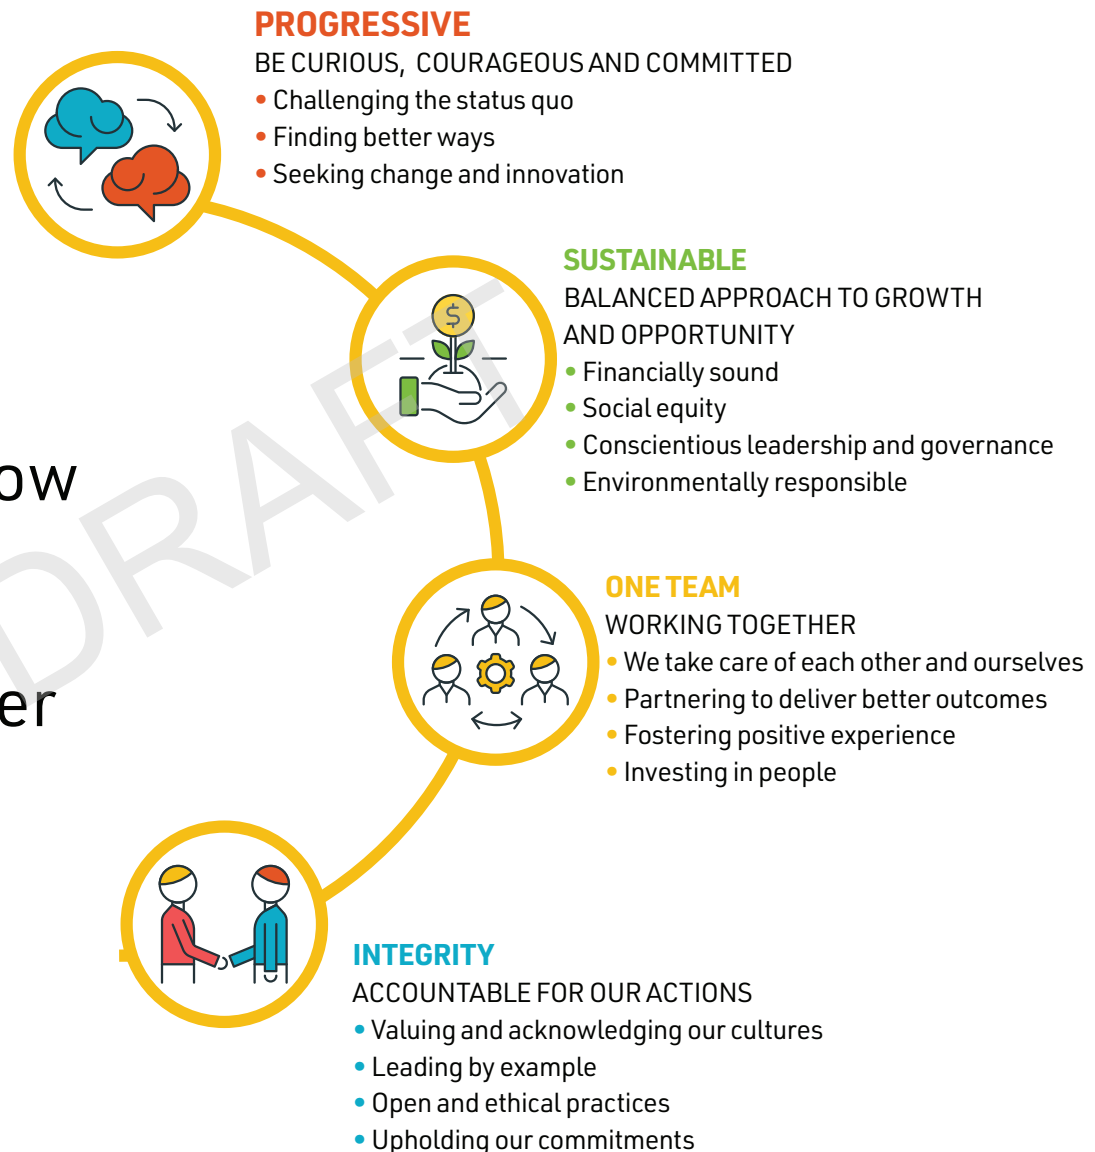 PROGRESSIVE
BE CURIOUS, COURAGEOUS AND COMMITTED
• Challenging the status quo
• Finding better ways
• Seeking change and innovation
SUSTAINABLE
BALANCED APPROACH TO GROWTH
AND OPPORTUNITY
• Financially sound
• Social equity
• Conscientious leadership and governance
• Environmentally responsible
$
ow
er
DRAFT
ONE TEAM
WORKING TOGETHER
• We take care of each other and ourselves
• Partnering to deliver better outcomes
• Fostering positive experience
• Investing in people
INTEGRITY
ACCOUNTABLE FOR OUR ACTIONS
• Valuing and acknowledging our cultures
• Leading by example
• Open and ethical practices
• Upholding our commitments